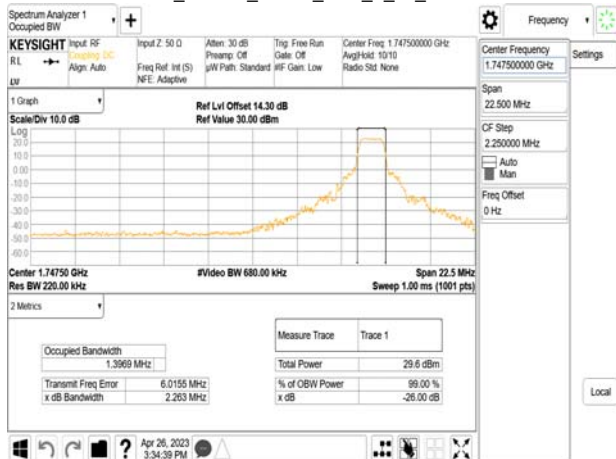 Spectrum Analyzer 1
Occupied BW
+
Frequency
KEYSIGHT
RL
LXI
Input: RF
Coupling: DC
Align: Auto
Input Z: 50 Ω
Freq Ref: Int (S)
NFE: Adaptive
Atten: 30 dB
Preamp: Off
µW Path: Standard
Trig: Free Run
Gate: Off
#IF Gain: Low
Center Freq: 1.747500000 GHz
Avg|Hold: 10/10
Radio Std: None
Center Frequency
1.747500000 GHz
Settings
Span
22.500 MHz
CF Step
2.250000 MHz
Auto
Man
Freq Offset
0 Hz
Local
1 Graph
Scale/Div 10.0 dB
Ref Lvl Offset 14.30 dB
Ref Value 30.00 dBm
Log
20.0
10.0
0.00
-10.0
-20.0
-30.0
-40.0
-50.0
-60.0
Center 1.74750 GHz
Res BW 220.00 kHz
#Video BW 680.00 kHz
Span 22.5 MHz
Sweep 1.00 ms (1001 pts)
2 Metrics
Occupied Bandwidth
1.3969 MHz
Transmit Freq Error 6.0155 MHz
x dB Bandwidth 2.263 MHz
Measure Trace Trace 1
Total Power 29.6 dBm
% of OBW Power 99.00 %
x dB -26.00 dB
?
Apr 26, 2023
3:34:39 PM